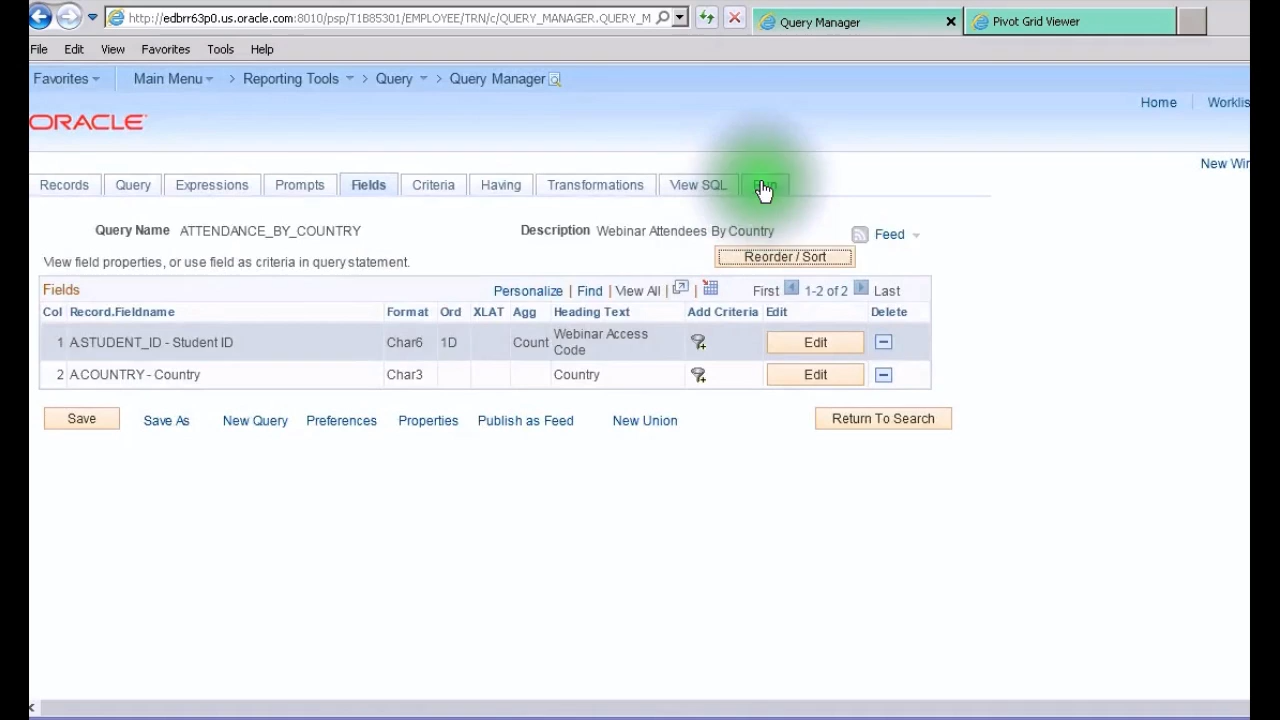 http://edbrr63p0.us.oracle.com:8010/psp/T1B85301/EMPLOYEE/TRN/c/QUERY_MANAGER.QUERY_M
Query Manager
Pivot Grid Viewer
File Edit View Favorites Tools Help
Favorites Main Menu > Reporting Tools > Query > Query Manager
Home Worklis
ORACLE
New Wir
Records Query Expressions Prompts Fields Criteria Having Transformations View SQL
Query Name ATTENDANCE_BY_COUNTRY Description Webinar Attendees By Country Feed
Reorder / Sort
View field properties, or use field as criteria in query statement.
Fields Personalize | Find | View All | | First 1-2 of 2 Last
Col Record.Fieldname Format Ord XLAT Agg Heading Text Add Criteria Edit Delete
1 A.STUDENT_ID - Student ID Char6 1D Count Webinar Access Code Edit
2 A.COUNTRY - Country Char3 Country Edit
Save Save As New Query Preferences Properties Publish as Feed New Union Return To Search